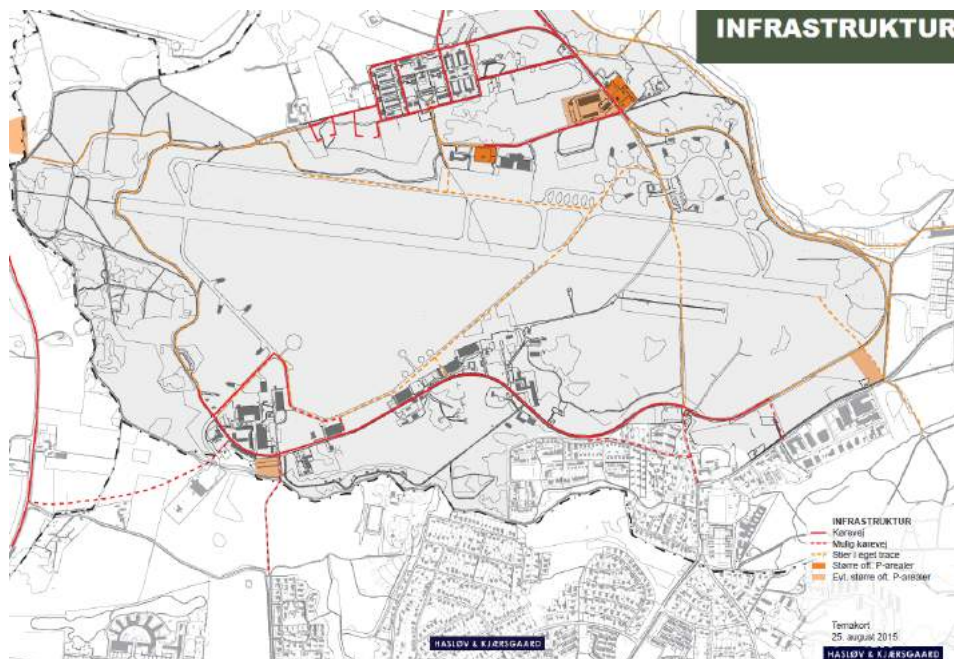 INFRASTRUKTUR
INFRASTRUKTUR
Kørevej
Mulig kørevej
Stier i eget trace
Større off. P-arealer
Evt. større off. P-arealer
Temakort
25. august 2015
HASLØV & KJÆRSGAARD
HASLØV & KJÆRSGAARD